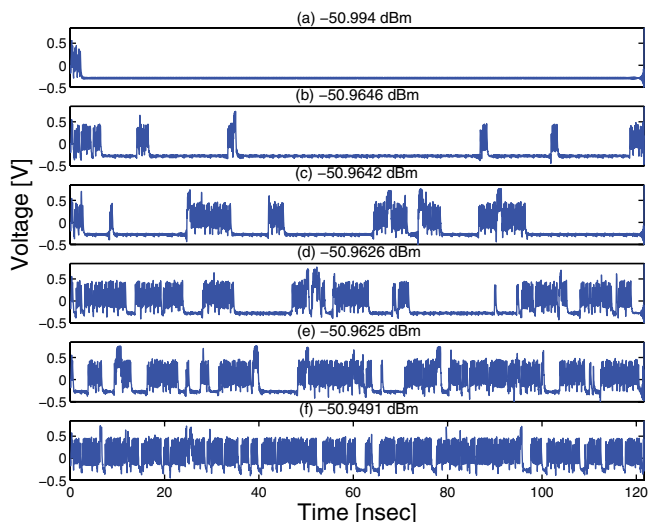 (a) −50.994 dBm
0.5
0
−0.5
(b) −50.9646 dBm
0.5
0
−0.5
(c) −50.9642 dBm
0.5
0
−0.5
(d) −50.9626 dBm
0.5
0
−0.5
(e) −50.9625 dBm
0.5
0
−0.5
(f) −50.9491 dBm
0.5
0
−0.5
0 20 40 60 80 100 120
Time [nsec]
Voltage [V]